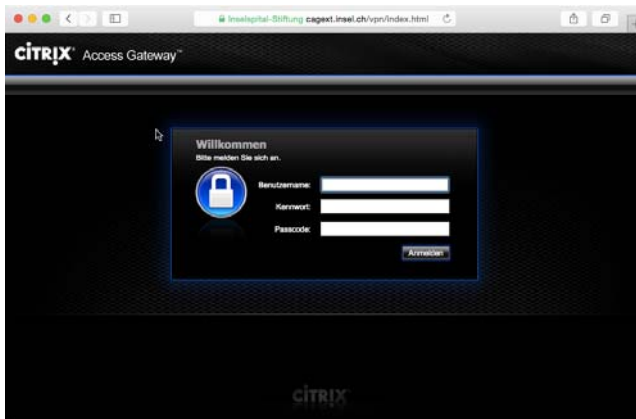 Inselspital-Stiftung cagext.insel.ch/vpn/index.html
CITRIX Access Gateway™
Willkommen
Bitte melden Sie sich an.
Benutzername:
Kennwort:
Passcode:
Anmelden
CITRIX